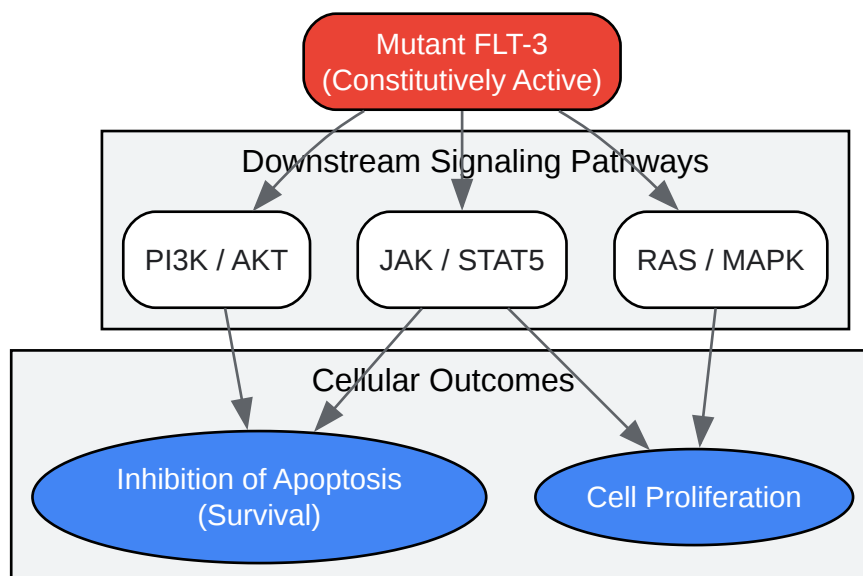 Mutant FLT-3
(Constitutively Active)
Downstream Signaling Pathways
PI3K / AKT
JAK / STAT5
RAS / MAPK
Cellular Outcomes
Inhibition of Apoptosis
(Survival)
Cell Proliferation